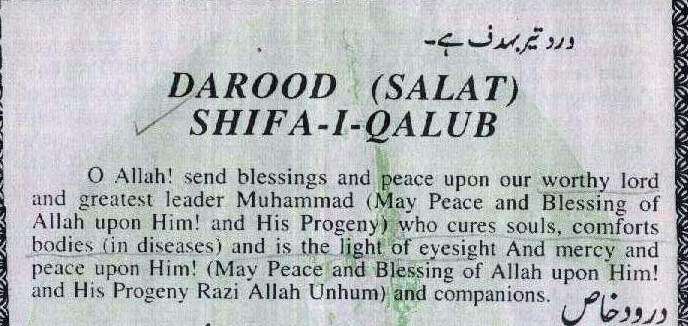 ورد تیر بہدف ہے۔
DAROOD (SALAT)
SHIFA-I-QALUB
O Allah! send blessings and peace upon our worthy lord
and greatest leader Muhammad (May Peace and Blessing of
Allah upon Him! and His Progeny) who cures souls, comforts
bodies (in diseases) and is the light of eyesight And mercy and
peace upon Him! (May Peace and Blessing of Allah upon Him!
and His Progeny Razi Allah Unhum) and companions.
درود خاص